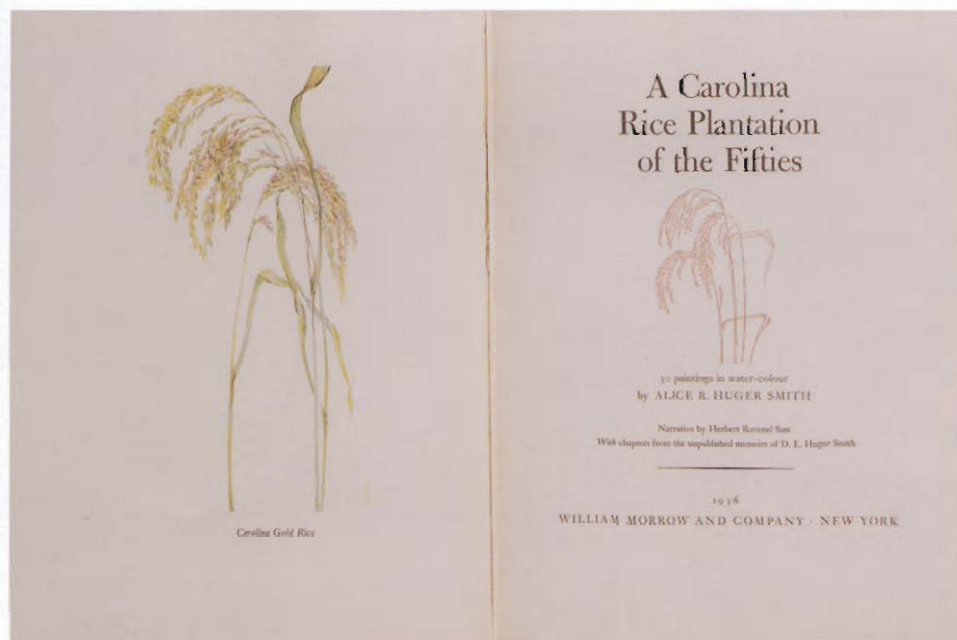 Carolina Gold Rice
A Carolina
Rice Plantation
of the Fifties
30 paintings in water-colour
by ALICE R. HUGER SMITH
Narrative by Herbert Ravenel Sass
With chapters from the unpublished memoirs of D. E. Huger Smith
1936
WILLIAM MORROW AND COMPANY · NEW YORK